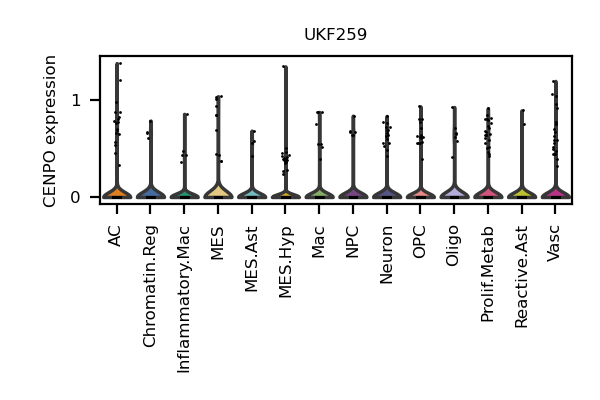 UKF259
CENPO expression
1
0
AC
Chromatin.Reg
Inflammatory.Mac
MES
MES.Ast
MES.Hyp
Mac
NPC
Neuron
OPC
Oligo
Prolif.Metab
Reactive.Ast
Vasc